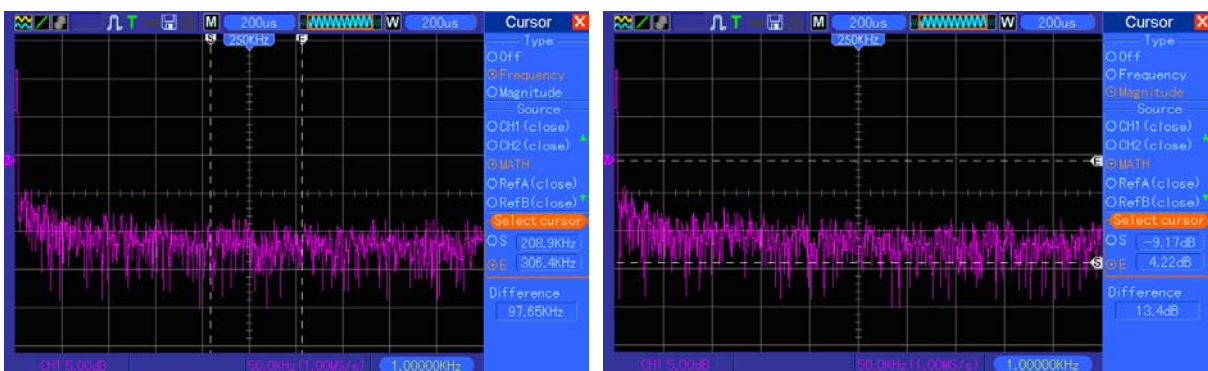 T M 200us W 200us Cursor
S 250KHz E
Type
Off
Frequency
Magnitude
Source
CH1(close)
CH2(close)
M MATH
RefA(close)
RefB(close)
Select cursor
S 208.9KHz
E 306.4KHz
Difference
97.65KHz
CH1 5.00dB 50.0KHz(1.00MS/s) 1.00000KHz
T M 200us W 200us Cursor
250KHz
Type
Off
Frequency
Magnitude
Source
CH1(close)
CH2(close)
M E MATH
RefA(close)
RefB(close)
Select cursor
S -9.17dB
S E 4.22dB
Difference
13.4dB
CH1 5.00dB 50.0KHz(1.00MS/s) 1.00000KHz